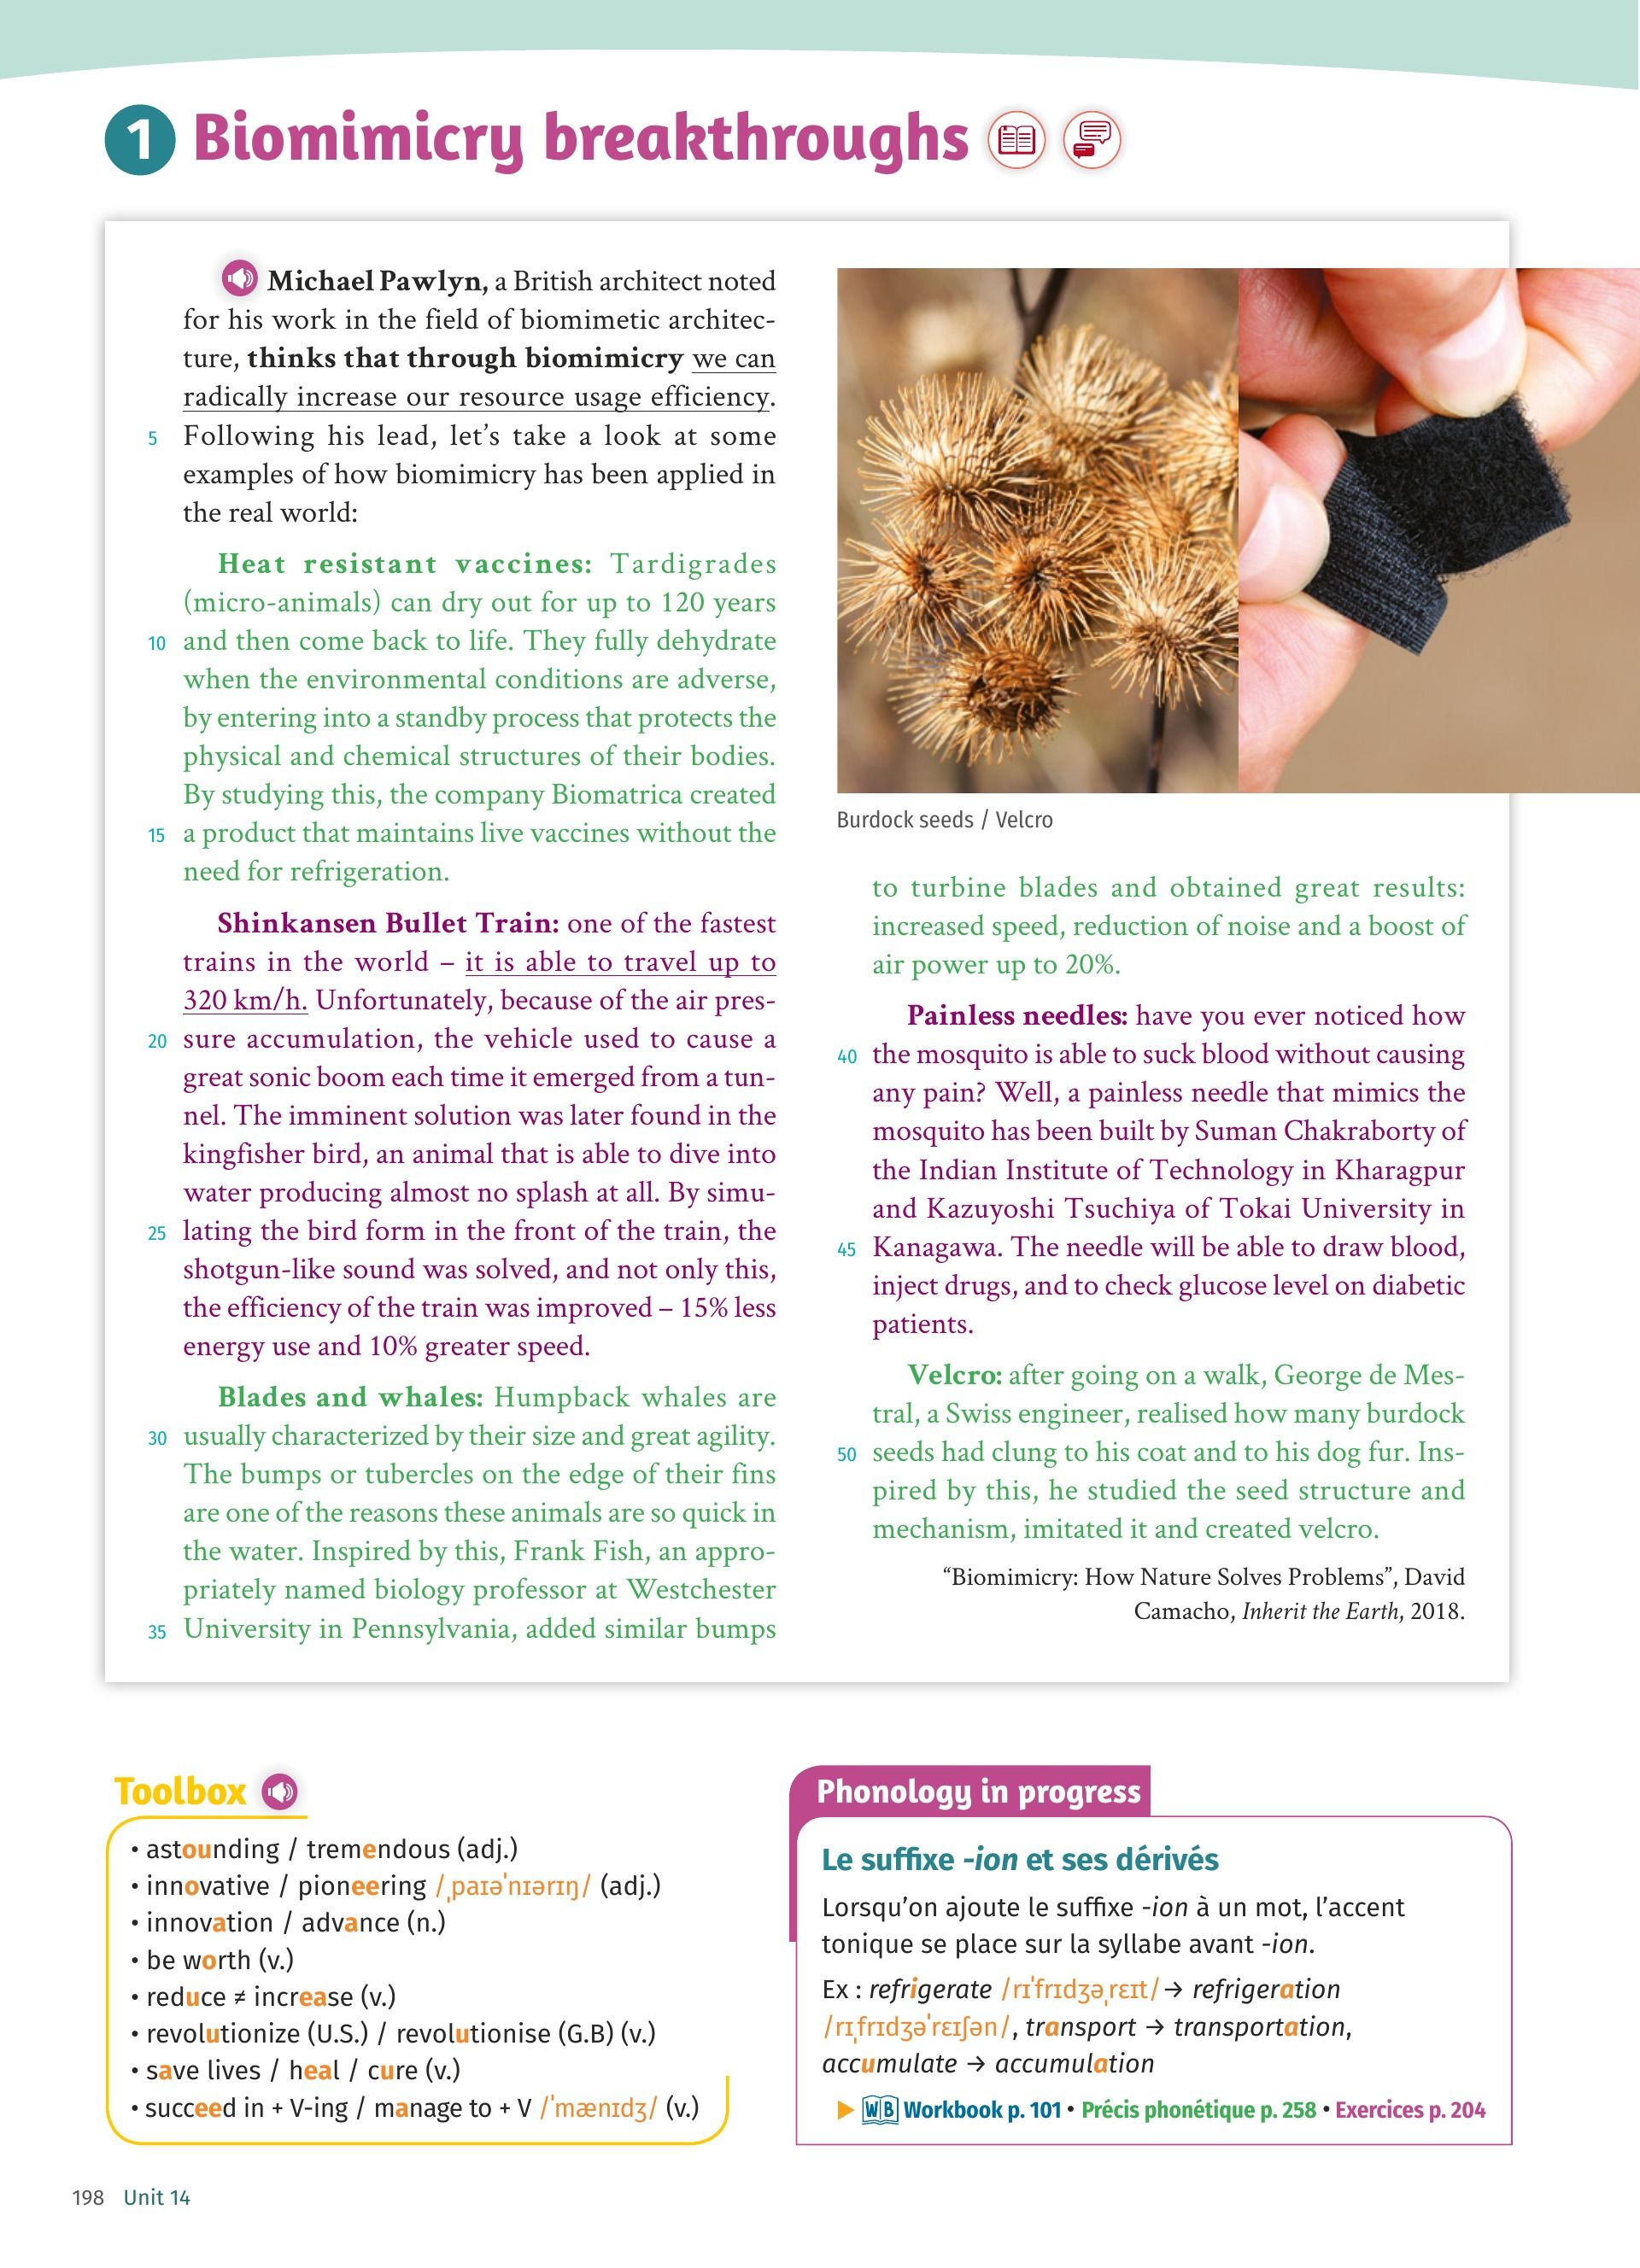 1 Biomimicry breakthroughs
Michael Pawlyn, a British architect noted
for his work in the field of biomimetic architec-
ture, thinks that through biomimicry we can
radically increase our resource usage efficiency.
5 Following his lead, let's take a look at some
examples of how biomimicry has been applied in
the real world:
Heat resistant vaccines: Tardigrades
(micro-animals) can dry out for up to 120 years
10 and then come back to life. They fully dehydrate
when the environmental conditions are adverse,
by entering into a standby process that protects the
physical and chemical structures of their bodies.
By studying this, the company Biomatrica created
15 a product that maintains live vaccines without the
need for refrigeration.
Shinkansen Bullet Train: one of the fastest
trains in the world – it is able to travel up to
320 km/h. Unfortunately, because of the air pres-
20 sure accumulation, the vehicle used to cause a
great sonic boom each time it emerged from a tun-
nel. The imminent solution was later found in the
kingfisher bird, an animal that is able to dive into
water producing almost no splash at all. By simu-
25 lating the bird form in the front of the train, the
shotgun-like sound was solved, and not only this,
the efficiency of the train was improved – 15% less
energy use and 10% greater speed.
Blades and whales: Humpback whales are
30 usually characterized by their size and great agility.
The bumps or tubercles on the edge of their fins
are one of the reasons these animals are so quick in
the water. Inspired by this, Frank Fish, an appro-
priately named biology professor at Westchester
35 University in Pennsylvania, added similar bumps
Burdock seeds / Velcro
to turbine blades and obtained great results:
increased speed, reduction of noise and a boost of
air power up to 20%.
Painless needles: have you ever noticed how
40 the mosquito is able to suck blood without causing
any pain? Well, a painless needle that mimics the
mosquito has been built by Suman Chakraborty of
the Indian Institute of Technology in Kharagpur
and Kazuyoshi Tsuchiya of Tokai University in
45 Kanagawa. The needle will be able to draw blood,
inject drugs, and to check glucose level on diabetic
patients.
Velcro: after going on a walk, George de Mes-
tral, a Swiss engineer, realised how many burdock
50 seeds had clung to his coat and to his dog fur. Ins-
pired by this, he studied the seed structure and
mechanism, imitated it and created velcro.
“Biomimicry: How Nature Solves Problems”, David
Camacho, Inherit the Earth, 2018.
Toolbox
• astounding / tremendous (adj.)
• innovative / pioneering /ˌpaɪəˈnɪərɪŋ/ (adj.)
• innovation / advance (n.)
• be worth (v.)
• reduce ≠ increase (v.)
• revolutionize (U.S.) / revolutionise (G.B) (v.)
• save lives / heal / cure (v.)
• succeed in + V-ing / manage to + V /ˈmænɪdʒ/ (v.)
Phonology in progress
Le suffixe -ion et ses dérivés
Lorsqu'on ajoute le suffixe -ion à un mot, l'accent
tonique se place sur la syllabe avant -ion.
Ex : refrigerate /rɪˈfrɪdʒəˌrɛɪt/→ refrigeration
/rɪˌfrɪdʒəˈrɛɪʃən/, transport → transportation,
accumulate → accumulation
▶ WB Workbook p. 101 • Précis phonétique p. 258 • Exercices p. 204
198 Unit 14